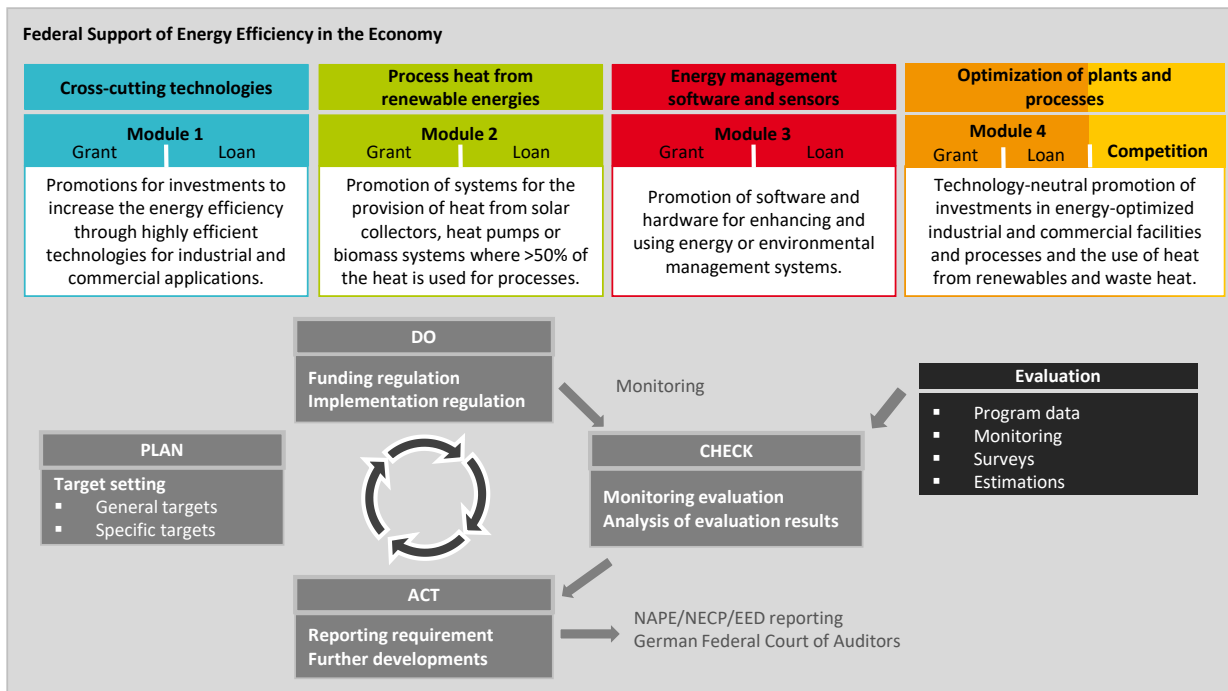 Federal Support of Energy Efficiency in the Economy
Cross-cutting technologies
Module 1
Grant Loan
Promotions for investments to
increase the energy efficiency
through highly efficient
technologies for industrial and
commercial applications.
Process heat from
renewable energies
Module 2
Grant Loan
Promotion of systems for the
provision of heat from solar
collectors, heat pumps or
biomass systems where >50% of
the heat is used for processes.
Energy management
software and sensors
Module 3
Grant Loan
Promotion of software and
hardware for enhancing and
using energy or environmental
management systems.
Optimization of plants and
processes
Module 4
Grant Loan Competition
Technology-neutral promotion of
investments in energy-optimized
industrial and commercial facilities
and processes and the use of heat
from renewables and waste heat.
DO
Funding regulation
Implementation regulation
Monitoring
Evaluation
▪ Program data
▪ Monitoring
▪ Surveys
▪ Estimations
PLAN
Target setting
▪ General targets
▪ Specific targets
CHECK
Monitoring evaluation
Analysis of evaluation results
ACT
Reporting requirement
Further developments
NAPE/NECP/EED reporting
German Federal Court of Auditors